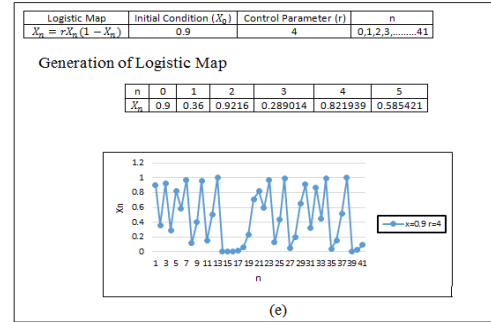 Logistic Map Initial Condition (X₀) Control Parameter (r) n
Xₙ = rXₙ(1 − Xₙ) 0.9 4 0,1,2,3,.........41
Generation of Logistic Map
n 0 1 2 3 4 5
Xₙ 0.9 0.36 0.9216 0.289014 0.821939 0.585421
1.2
1
0.8
0.6
0.4
0.2
0
Xn
1 3 5 7 9 11 13 15 17 19 21 23 25 27 29 31 33 35 37 39 41
n
x=0.9 r=4
(e)